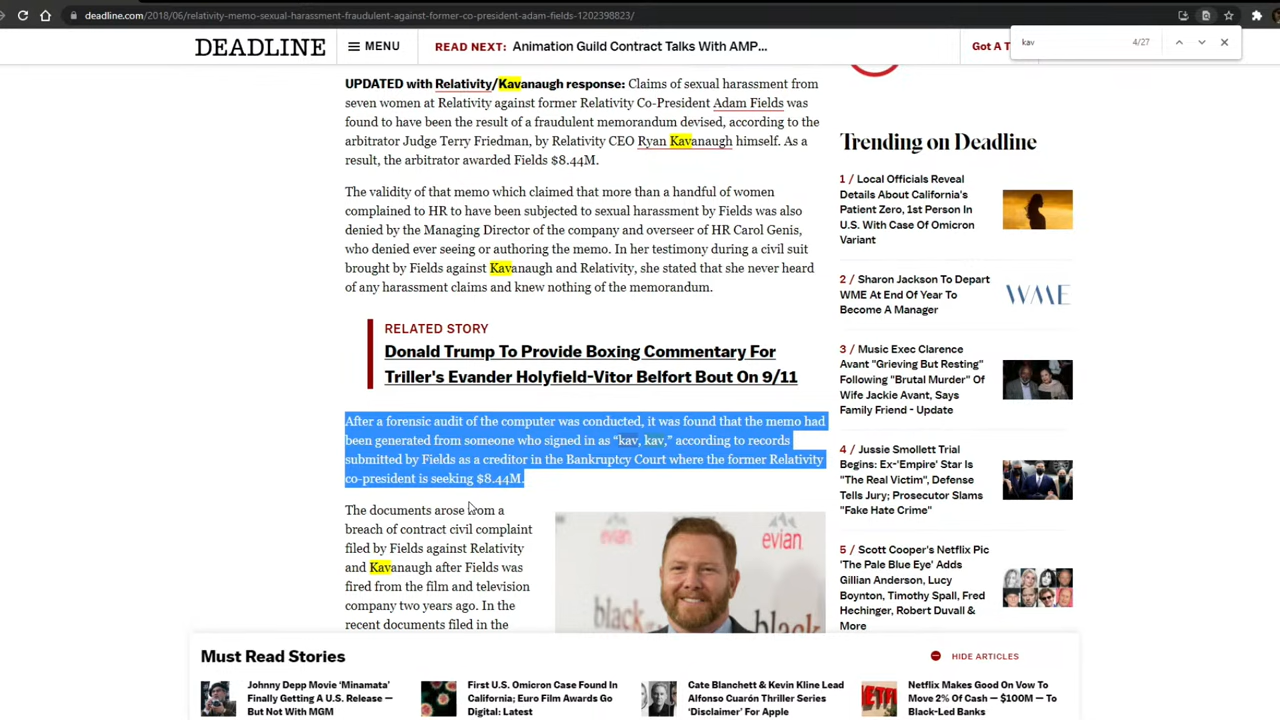 deadline.com/2018/06/relativity-memo-sexual-harassment-fraudulent-against-former-co-president-adam-fields-1202398823/
kav
4/27
DEADLINE
MENU
READ NEXT: Animation Guild Contract Talks With AMP...
Got A T
UPDATED with Relativity/Kavanaugh response: Claims of sexual harassment from
seven women at Relativity against former Relativity Co-President Adam Fields was
found to have been the result of a fraudulent memorandum devised, according to the
arbitrator Judge Terry Friedman, by Relativity CEO Ryan Kavanaugh himself. As a
result, the arbitrator awarded Fields $8.44M.
The validity of that memo which claimed that more than a handful of women
complained to HR to have been subjected to sexual harassment by Fields was also
denied by the Managing Director of the company and overseer of HR Carol Genis,
who denied ever seeing or authoring the memo. In her testimony during a civil suit
brought by Fields against Kavanaugh and Relativity, she stated that she never heard
of any harassment claims and knew nothing of the memorandum.
RELATED STORY
Donald Trump To Provide Boxing Commentary For
Triller's Evander Holyfield-Vitor Belfort Bout On 9/11
After a forensic audit of the computer was conducted, it was found that the memo had
been generated from someone who signed in as “kav, kav,” according to records
submitted by Fields as a creditor in the Bankruptcy Court where the former Relativity
co-president is seeking $8.44M.
The documents arose from a
breach of contract civil complaint
filed by Fields against Relativity
and Kavanaugh after Fields was
fired from the film and television
company two years ago. In the
recent documents filed in the
evian
evian
black
black
Trending on Deadline
1 / Local Officials Reveal
Details About California's
Patient Zero, 1st Person In
U.S. With Case Of Omicron
Variant
2 / Sharon Jackson To Depart
WME At End Of Year To
Become A Manager
WME
3 / Music Exec Clarence
Avant "Grieving But Resting"
Following "Brutal Murder" Of
Wife Jackie Avant, Says
Family Friend - Update
4 / Jussie Smollett Trial
Begins: Ex-'Empire' Star Is
"The Real Victim", Defense
Tells Jury; Prosecutor Slams
"Fake Hate Crime"
5 / Scott Cooper's Netflix Pic
'The Pale Blue Eye' Adds
Gillian Anderson, Lucy
Boynton, Timothy Spall, Fred
Hechinger, Robert Duvall &
More
Must Read Stories
HIDE ARTICLES
Johnny Depp Movie ‘Minamata’
Finally Getting A U.S. Release —
But Not With MGM
First U.S. Omicron Case Found In
California; Euro Film Awards Go
Digital: Latest
Cate Blanchett & Kevin Kline Lead
Alfonso Cuarón Thriller Series
‘Disclaimer’ For Apple
Netflix Makes Good On Vow To
Move 2% Of Cash — $100M — To
Black-Led Banks